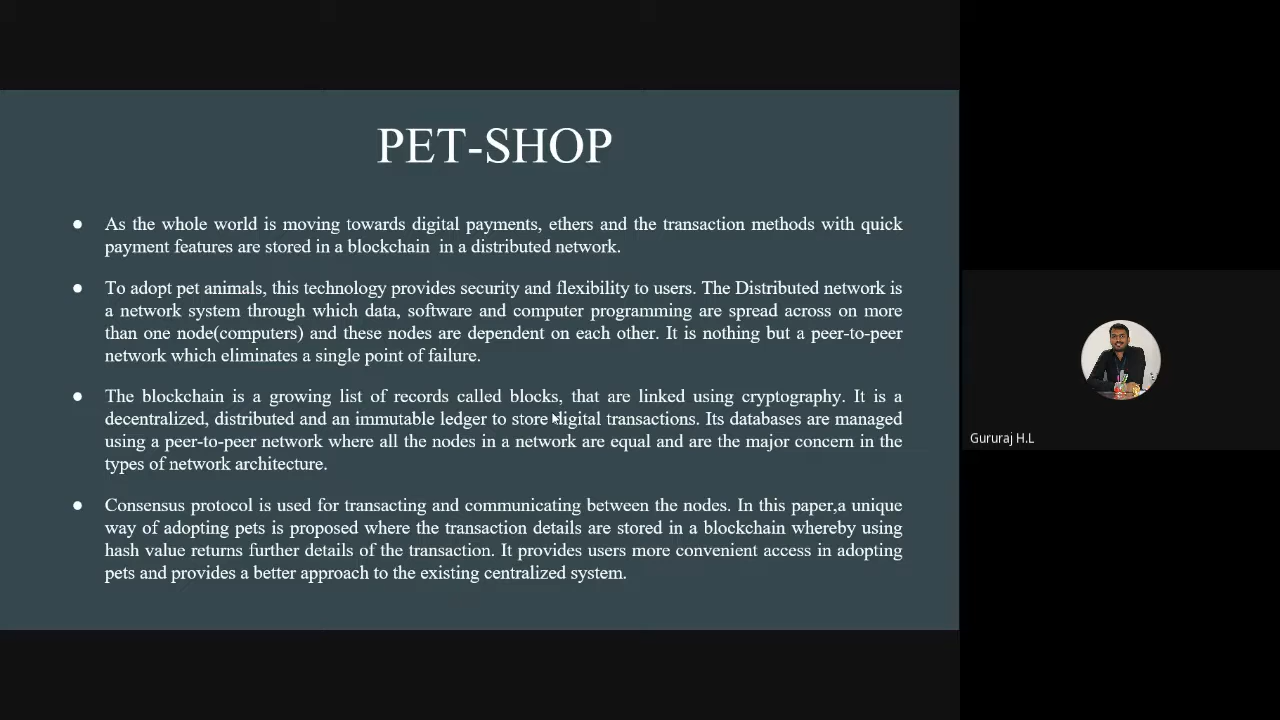 PET-SHOP
● As the whole world is moving towards digital payments, ethers and the transaction methods with quick
payment features are stored in a blockchain in a distributed network.
● To adopt pet animals, this technology provides security and flexibility to users. The Distributed network is
a network system through which data, software and computer programming are spread across on more
than one node(computers) and these nodes are dependent on each other. It is nothing but a peer-to-peer
network which eliminates a single point of failure.
● The blockchain is a growing list of records called blocks, that are linked using cryptography. It is a
decentralized, distributed and an immutable ledger to store digital transactions. Its databases are managed
using a peer-to-peer network where all the nodes in a network are equal and are the major concern in the
types of network architecture.
● Consensus protocol is used for transacting and communicating between the nodes. In this paper,a unique
way of adopting pets is proposed where the transaction details are stored in a blockchain whereby using
hash value returns further details of the transaction. It provides users more convenient access in adopting
pets and provides a better approach to the existing centralized system.
Gururaj H.L